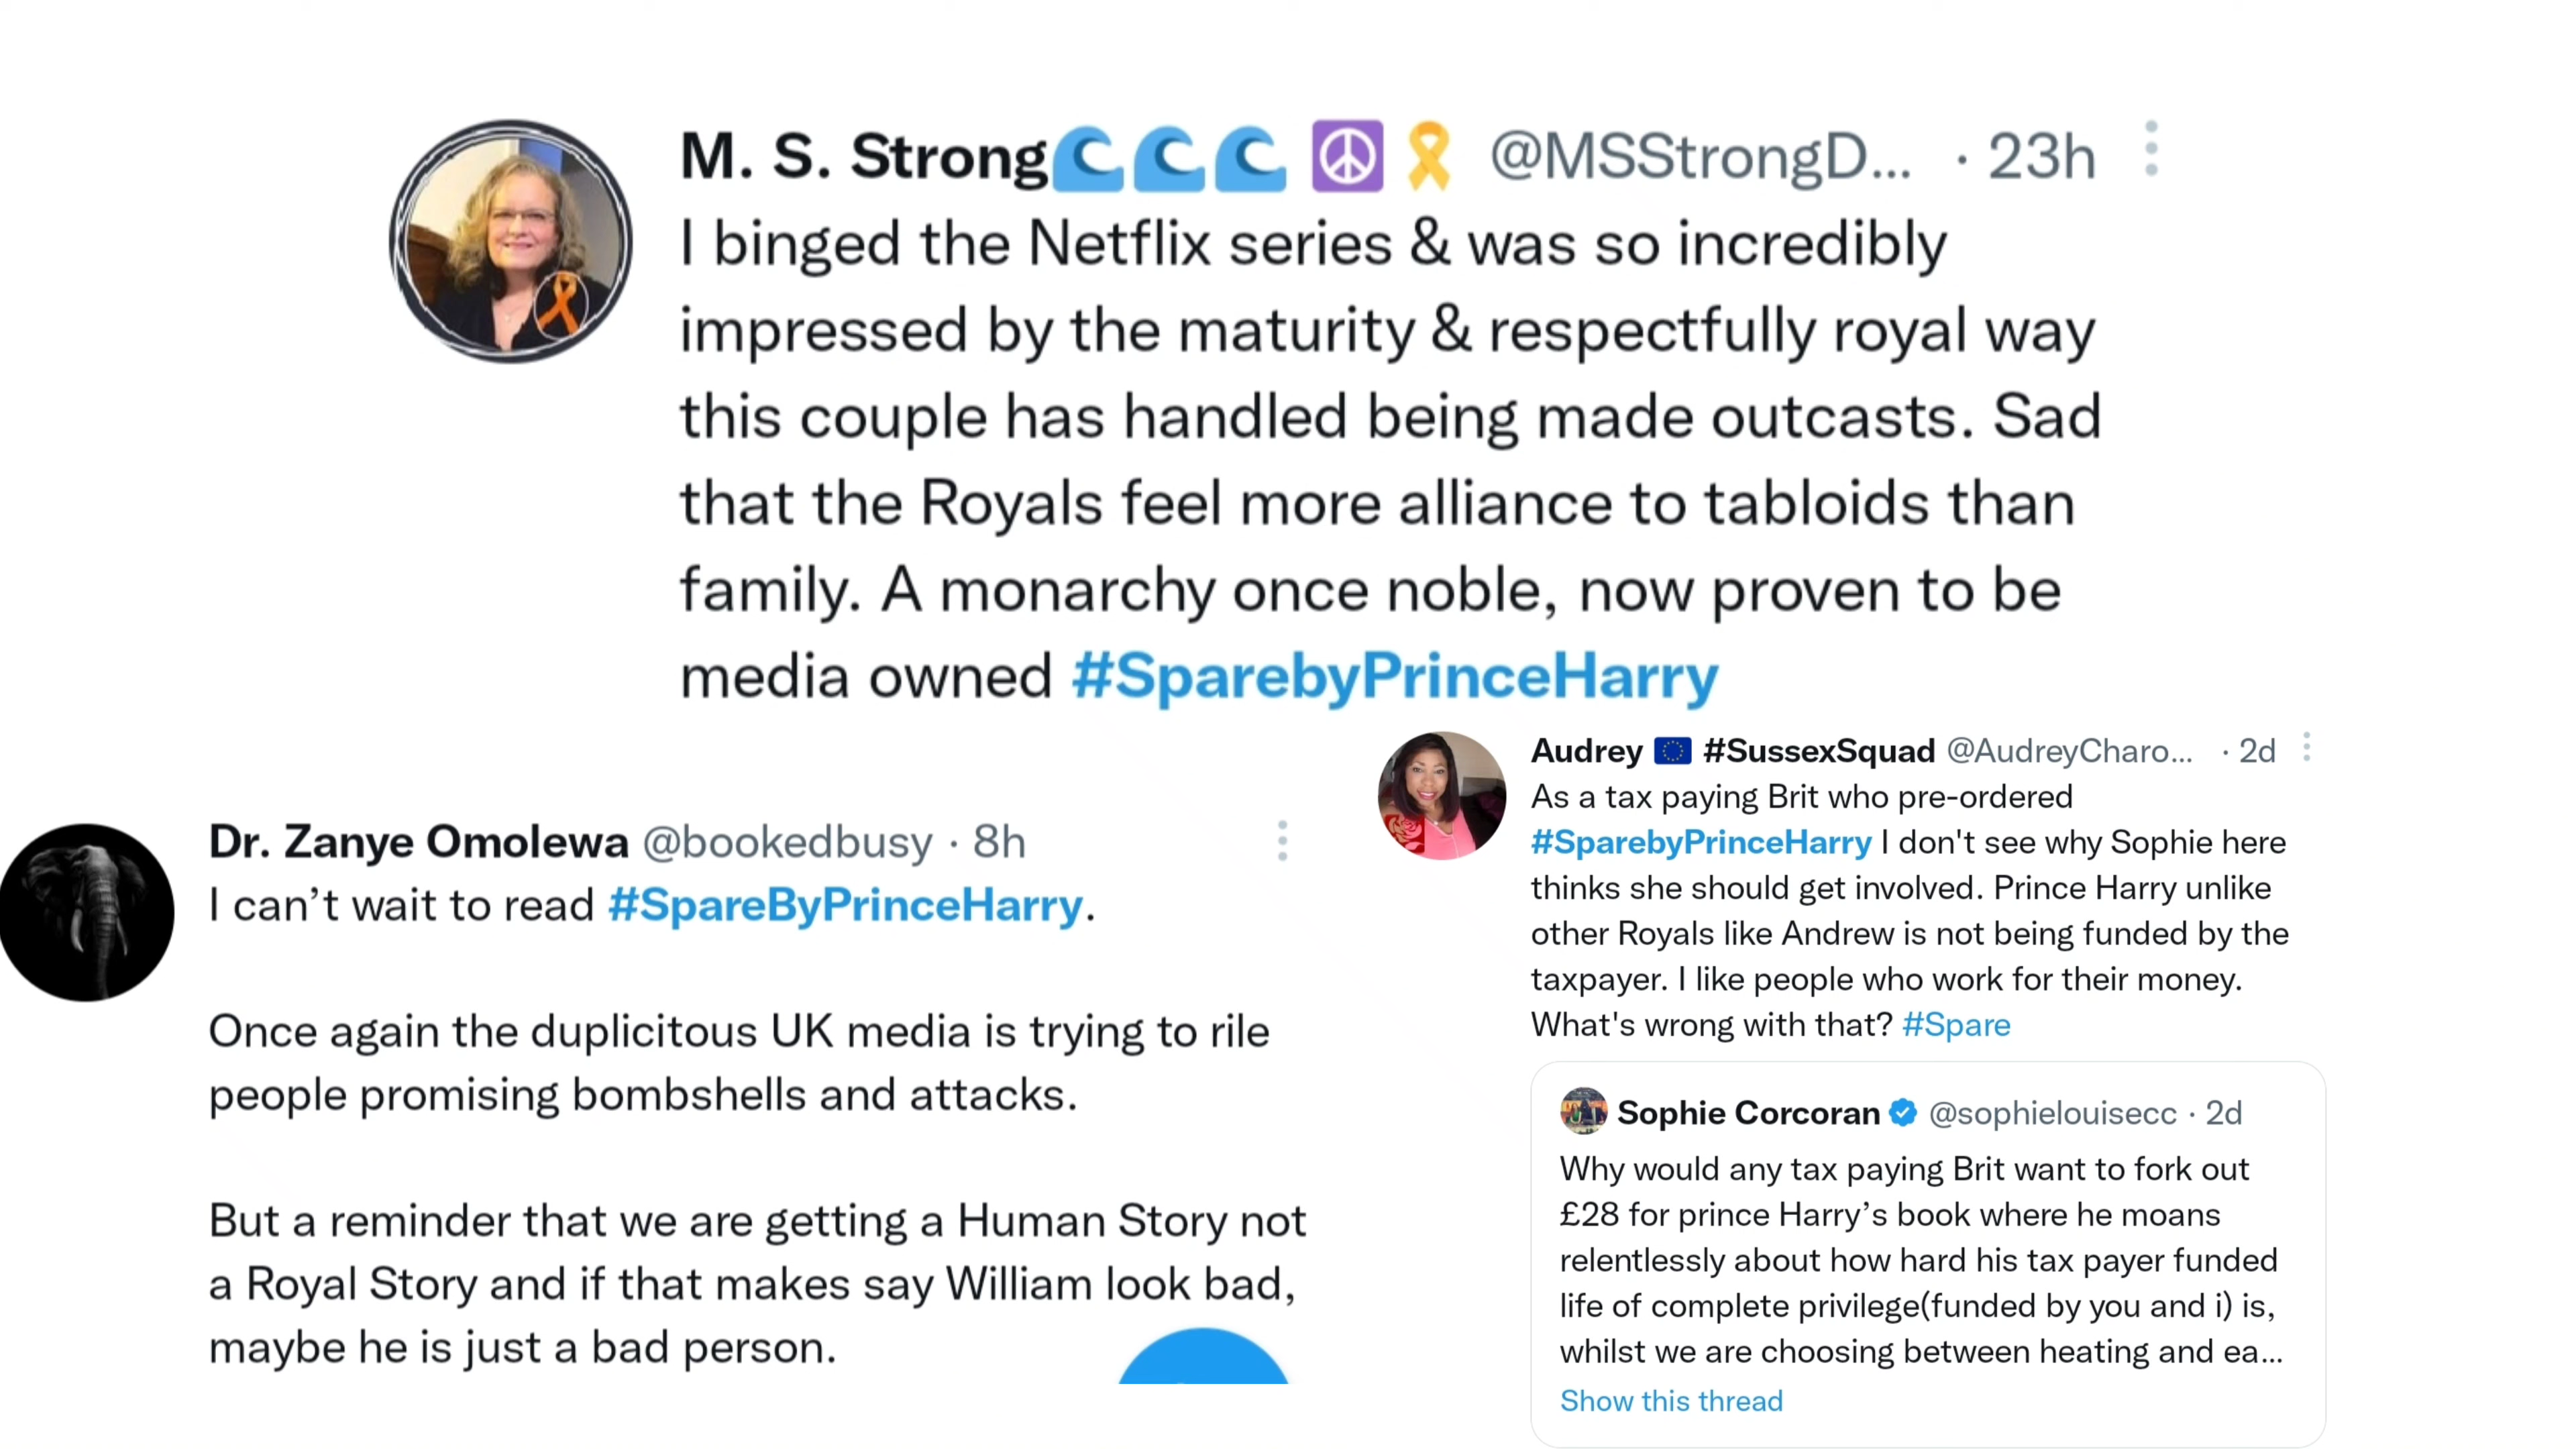 M. S. Strong🌊🌊🌊 ☮️ 🎗️ @MSStrongD... · 23h
I binged the Netflix series & was so incredibly
impressed by the maturity & respectfully royal way
this couple has handled being made outcasts. Sad
that the Royals feel more alliance to tabloids than
family. A monarchy once noble, now proven to be
media owned #SparebyPrinceHarry
Dr. Zanye Omolewa @bookedbusy · 8h
I can’t wait to read #SpareByPrinceHarry.
Once again the duplicitous UK media is trying to rile
people promising bombshells and attacks.
But a reminder that we are getting a Human Story not
a Royal Story and if that makes say William look bad,
maybe he is just a bad person.
Audrey 🇪🇺 #SussexSquad @AudreyCharo... · 2d
As a tax paying Brit who pre-ordered
#SparebyPrinceHarry I don't see why Sophie here
thinks she should get involved. Prince Harry unlike
other Royals like Andrew is not being funded by the
taxpayer. I like people who work for their money.
What's wrong with that? #Spare
Sophie Corcoran @sophielouisecc · 2d
Why would any tax paying Brit want to fork out
£28 for prince Harry’s book where he moans
relentlessly about how hard his tax payer funded
life of complete privilege(funded by you and i) is,
whilst we are choosing between heating and ea...
Show this thread